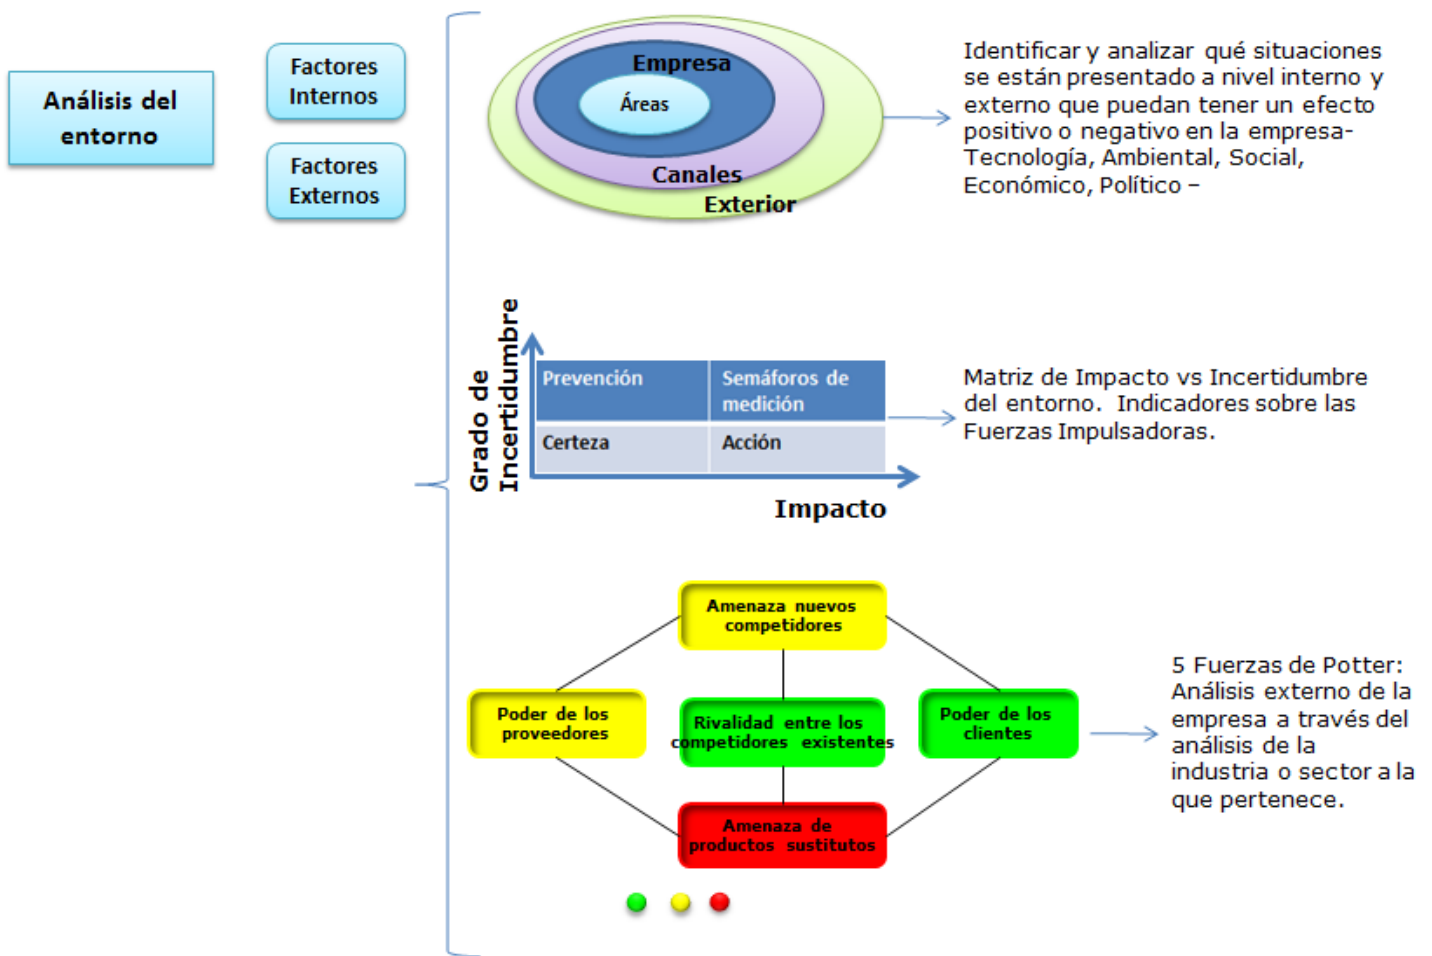 Análisis del
entorno
Factores
Internos
Factores
Externos
Empresa
Áreas
Canales
Exterior
Identificar y analizar qué situaciones
se están presentado a nivel interno y
externo que puedan tener un efecto
positivo o negativo en la empresa-
Tecnología, Ambiental, Social,
Económico, Político –
Grado de
Incertidumbre
Prevención
Semáforos de
medición
Certeza
Acción
Impacto
Matriz de Impacto vs Incertidumbre
del entorno. Indicadores sobre las
Fuerzas Impulsadoras.
Amenaza nuevos
competidores
Poder de los
proveedores
Rivalidad entre los
competidores existentes
Poder de los
clientes
Amenaza de
productos sustitutos
5 Fuerzas de Potter:
Análisis externo de la
empresa a través del
análisis de la
industria o sector a la
que pertenece.